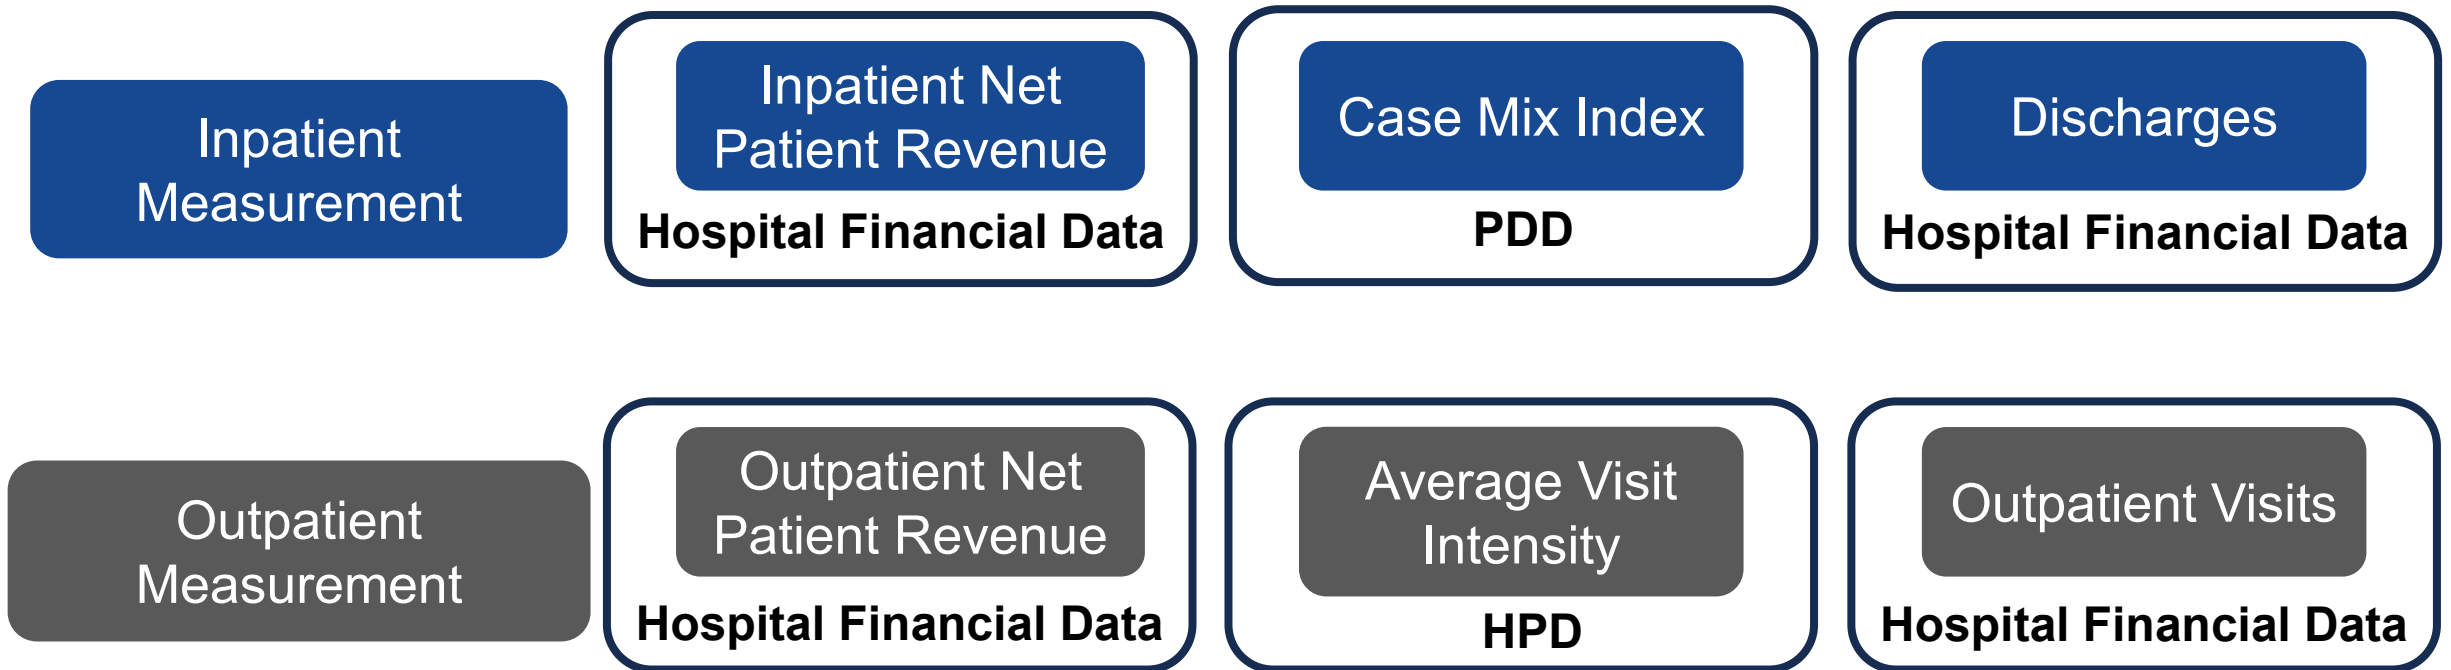 Inpatient
Measurement
Inpatient Net
Patient Revenue
Hospital Financial Data
Case Mix Index
PDD
Discharges
Hospital Financial Data
Outpatient
Measurement
Outpatient Net
Patient Revenue
Hospital Financial Data
Average Visit
Intensity
HPD
Outpatient Visits
Hospital Financial Data